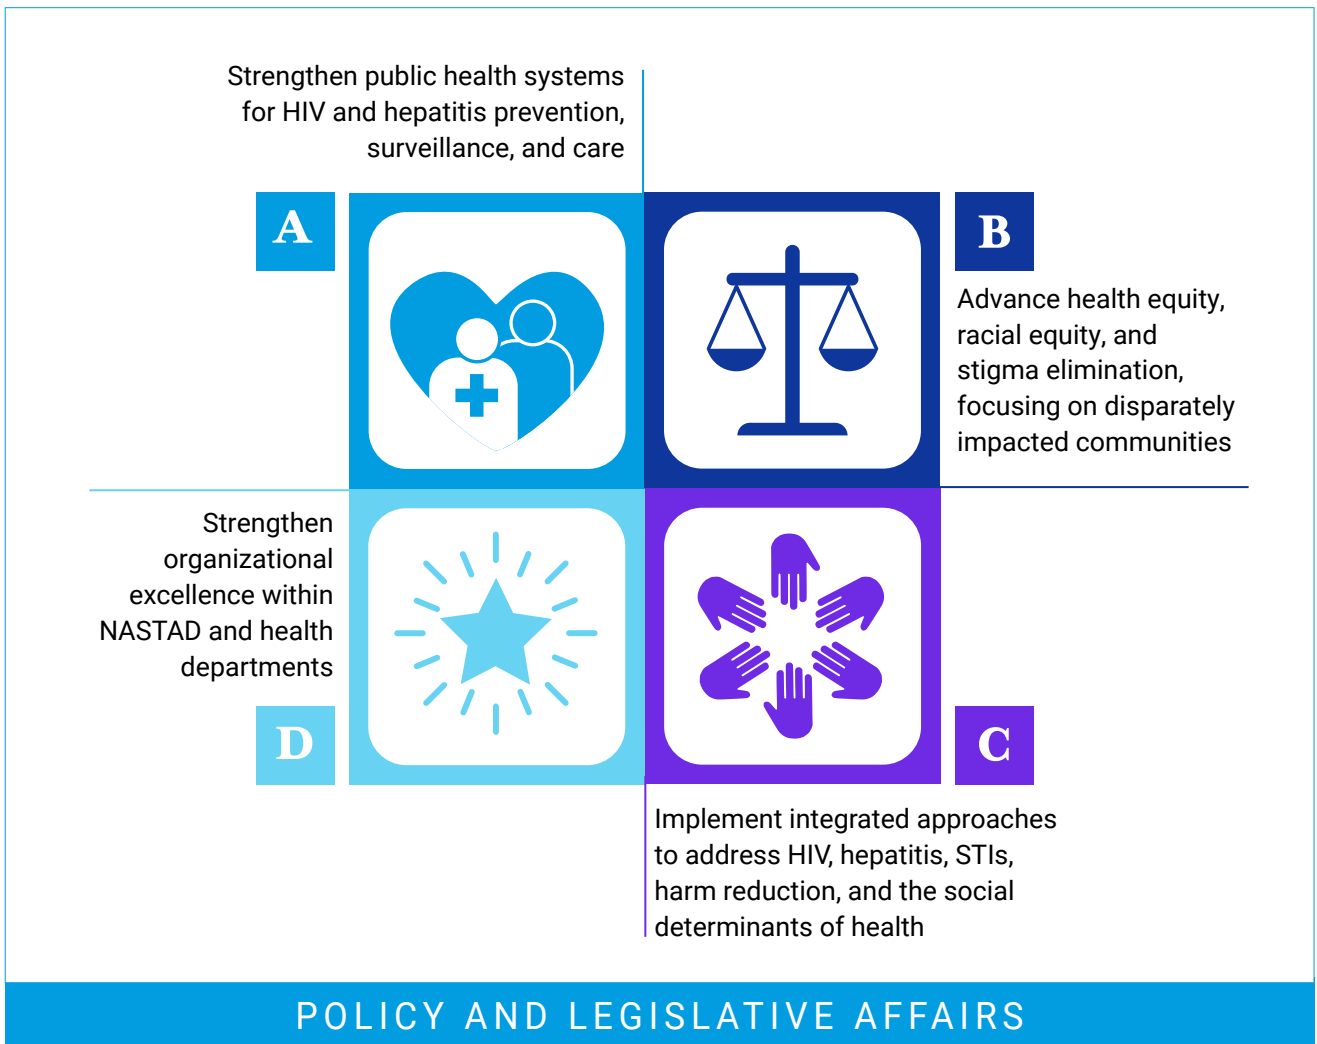 Strengthen public health systems
for HIV and hepatitis prevention,
surveillance, and care
A
B
Advance health equity,
racial equity, and
stigma elimination,
focusing on disparately
impacted communities
Strengthen
organizational
excellence within
NASTAD and health
departments
D
C
Implement integrated approaches
to address HIV, hepatitis, STIs,
harm reduction, and the social
determinants of health
POLICY AND LEGISLATIVE AFFAIRS